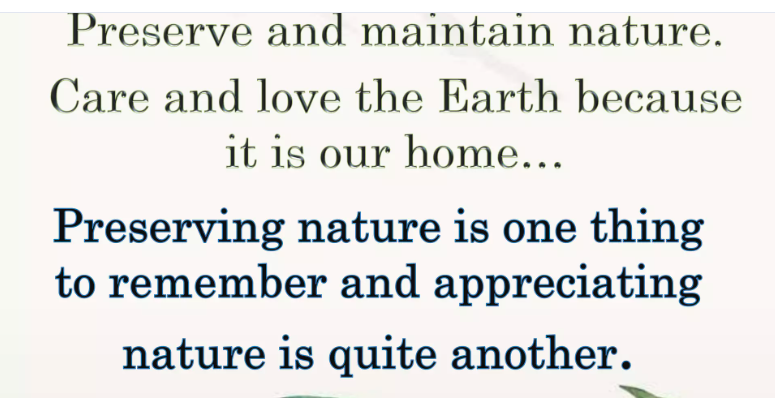 Preserve and maintain nature.
Care and love the Earth because
it is our home...
Preserving nature is one thing
to remember and appreciating
nature is quite another.